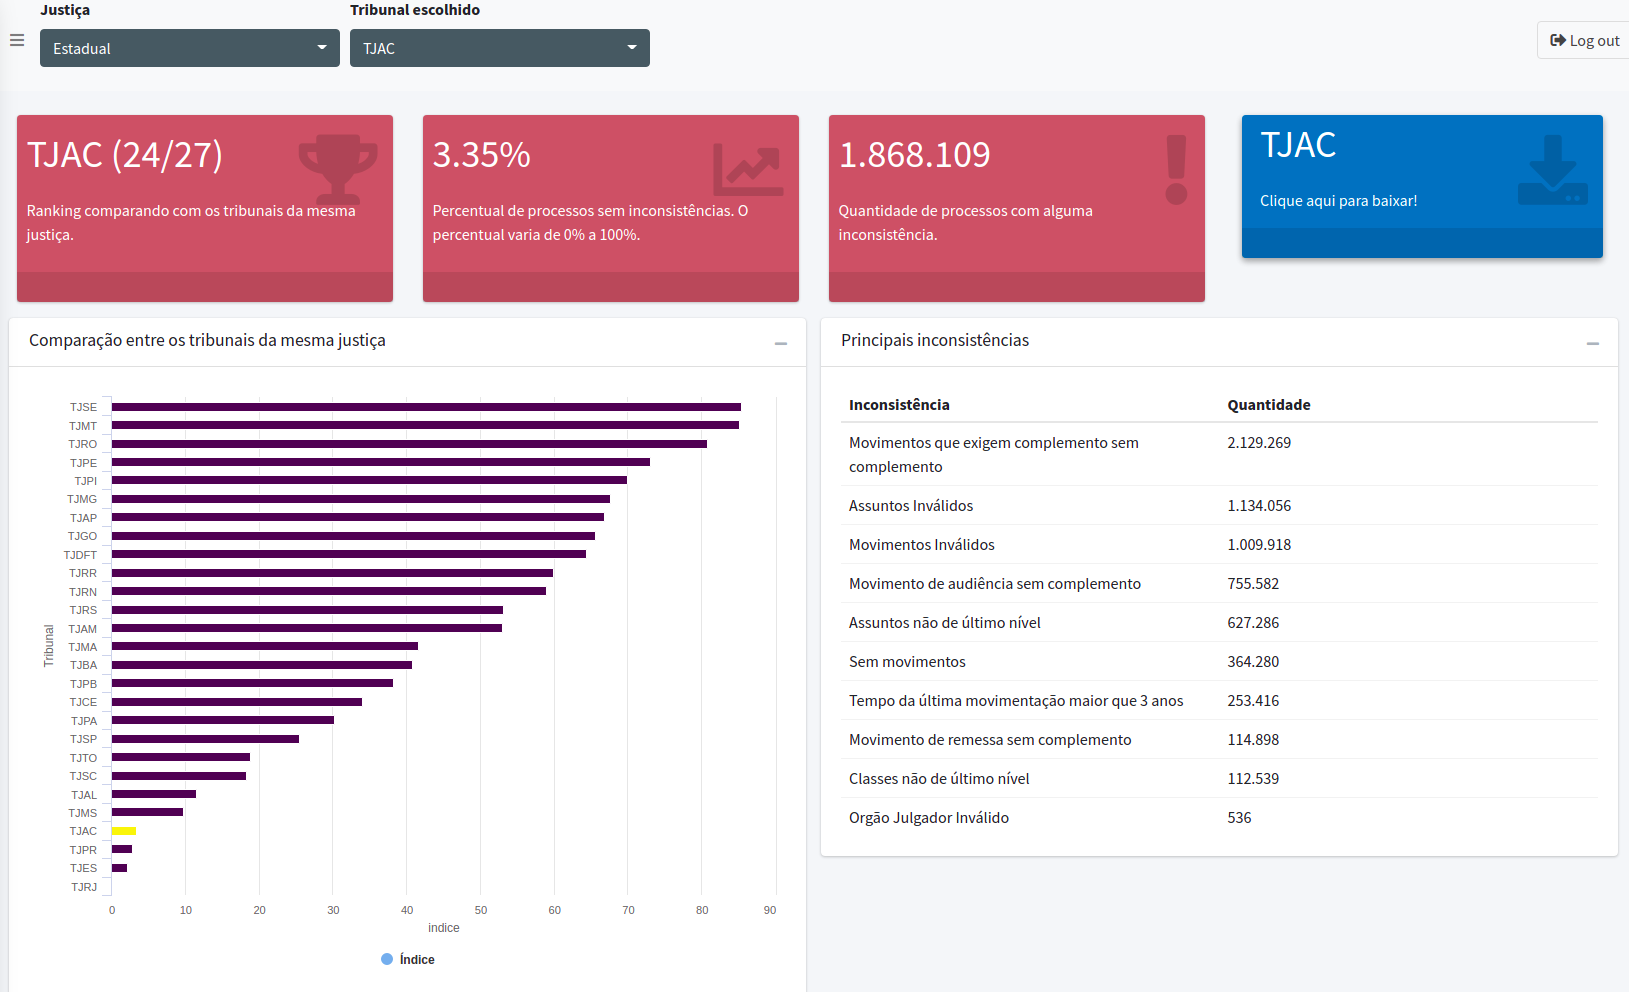 Justiça
Tribunal escolhido
Estadual
TJAC
Log out
TJAC (24/27)
Ranking comparando com os tribunais da mesma
justiça.
3.35%
Percentual de processos sem inconsistências. O
percentual varia de 0% a 100%.
1.868.109
Quantidade de processos com alguma
inconsistência.
TJAC
Clique aqui para baixar!
Comparação entre os tribunais da mesma justiça
Tribunal
TJSE
TJMT
TJRO
TJPE
TJPI
TJMG
TJAP
TJGO
TJDFT
TJRR
TJRN
TJRS
TJAM
TJMA
TJBA
TJPB
TJCE
TJPA
TJSP
TJTO
TJSC
TJAL
TJMS
TJAC
TJPR
TJES
TJRJ
0 10 20 30 40 50 60 70 80 90
indice
Índice
Principais inconsistências
Inconsistência Quantidade
Movimentos que exigem complemento sem 2.129.269
complemento
Assuntos Inválidos 1.134.056
Movimentos Inválidos 1.009.918
Movimento de audiência sem complemento 755.582
Assuntos não de último nível 627.286
Sem movimentos 364.280
Tempo da última movimentação maior que 3 anos 253.416
Movimento de remessa sem complemento 114.898
Classes não de último nível 112.539
Orgão Julgador Inválido 536